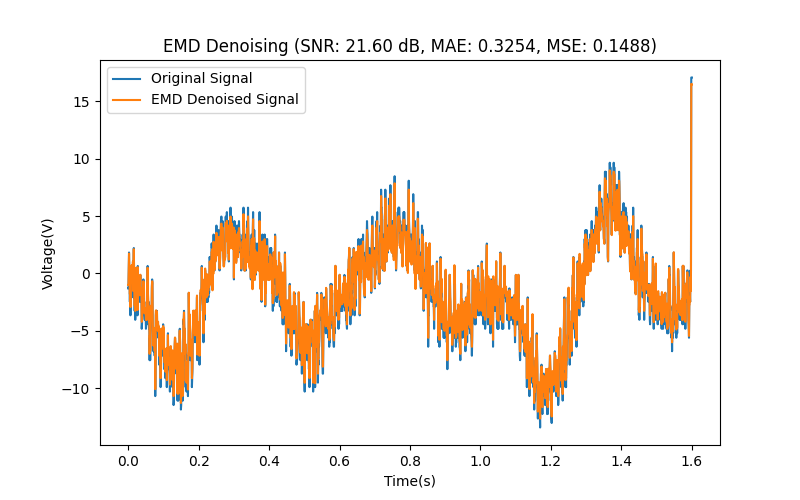 EMD Denoising (SNR: 21.60 dB, MAE: 0.3254, MSE: 0.1488)
Original Signal
EMD Denoised Signal
Voltage(V)
15
10
5
0
−5
−10
0.0 0.2 0.4 0.6 0.8 1.0 1.2 1.4 1.6
Time(s)